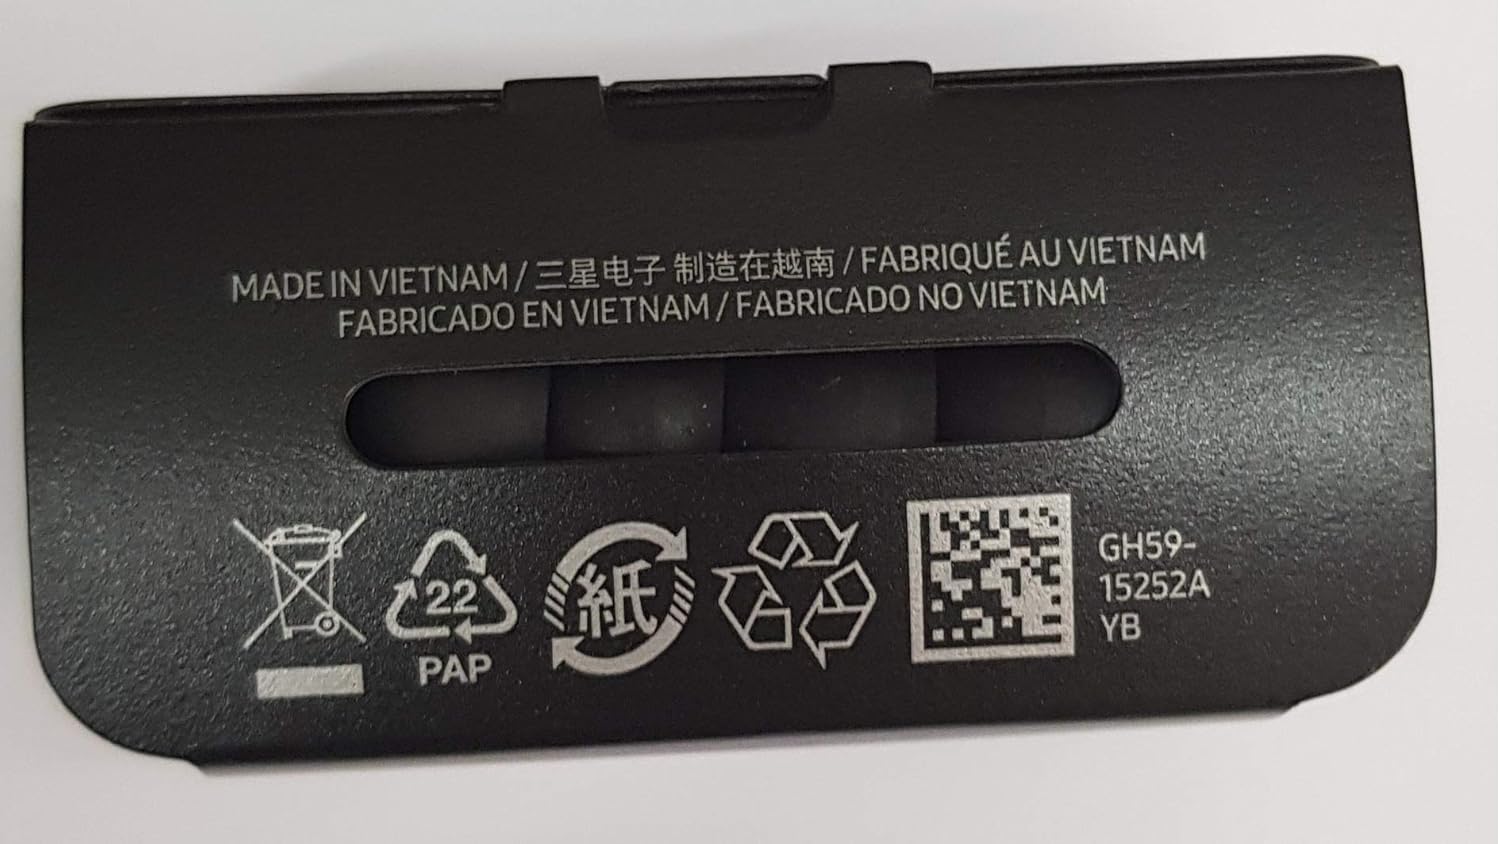 MADE IN VIETNAM / 三星电子 制造在越南 / FABRIQUÉ AU VIETNAM
FABRICADO EN VIETNAM / FABRICADO NO VIETNAM
22
PAP
紙
GH59-
15252A
YB